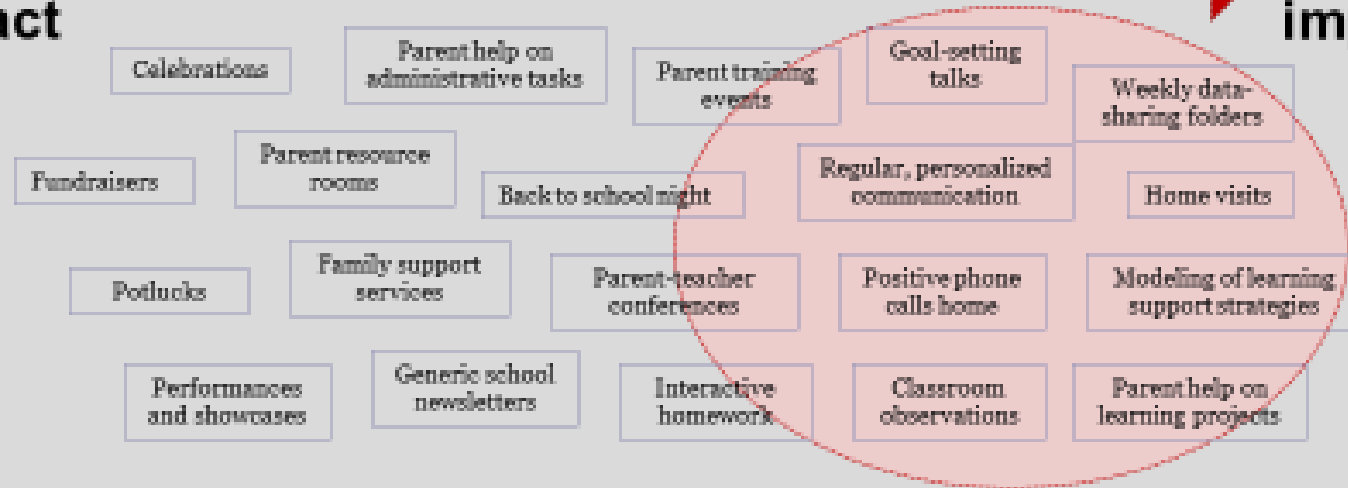 act
im
Celebrations
Parent help on
administrative tasks
Parent training
events
Goal-setting
talks
Weekly data-
sharing folders
Fundraisers
Parent resource
rooms
Back to school night
Regular, personalized
communication
Home visits
Potlucks
Family support
services
Parent-teacher
conferences
Positive phone
calls home
Modeling of learning
support strategies
Performances
and showcases
Generic school
newsletters
Interactive
homework
Classroom
observations
Parent help on
learning projects